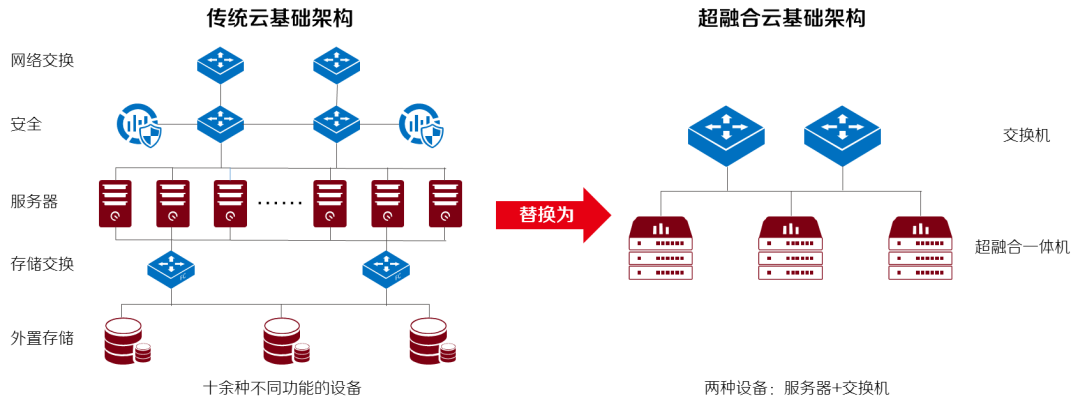 传统云基础架构
超融合云基础架构
网络交换
安全
交换机
服务器
......
替换为
超融合一体机
存储交换
FC
FC
外置存储
十余种不同功能的设备
两种设备：服务器+交换机